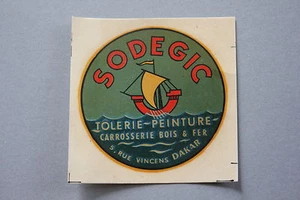 SODEGIC
TOLERIE-PEINTURE-
CARROSSERIE BOIS & FER
5, RUE VINCENS DAKAR